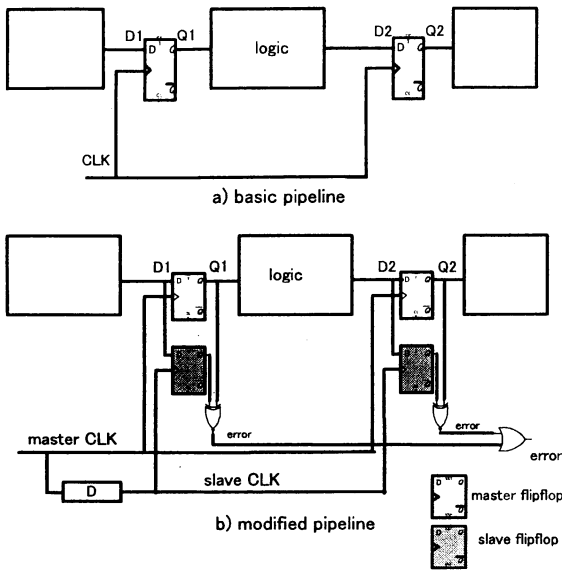 D1 Q1 D2 Q2
D D
logic
CLK
a) basic pipeline
D1 Q1 D2 Q2
D D
logic
error error
master CLK
error
D slave CLK
b) modified pipeline
D
master flipflop
slave flipflop